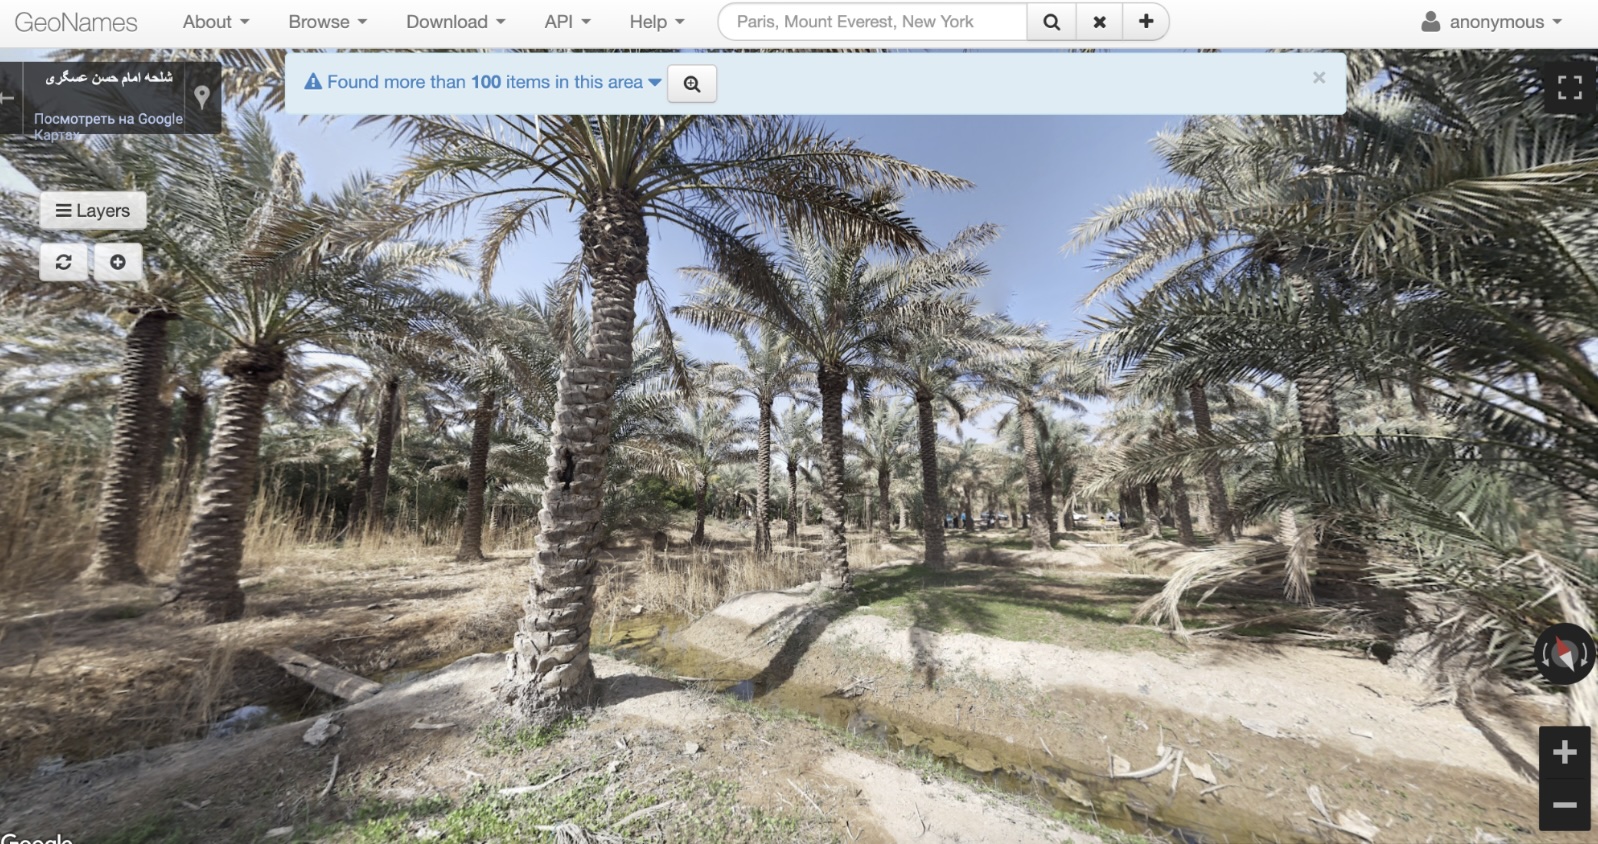 GeoNames
About
Browse
Download
API
Help
Paris, Mount Everest, New York
anonymous
شلحه امام حسن عسگری
Посмотреть на Google
Картах
Found more than 100 items in this area
Layers
Google